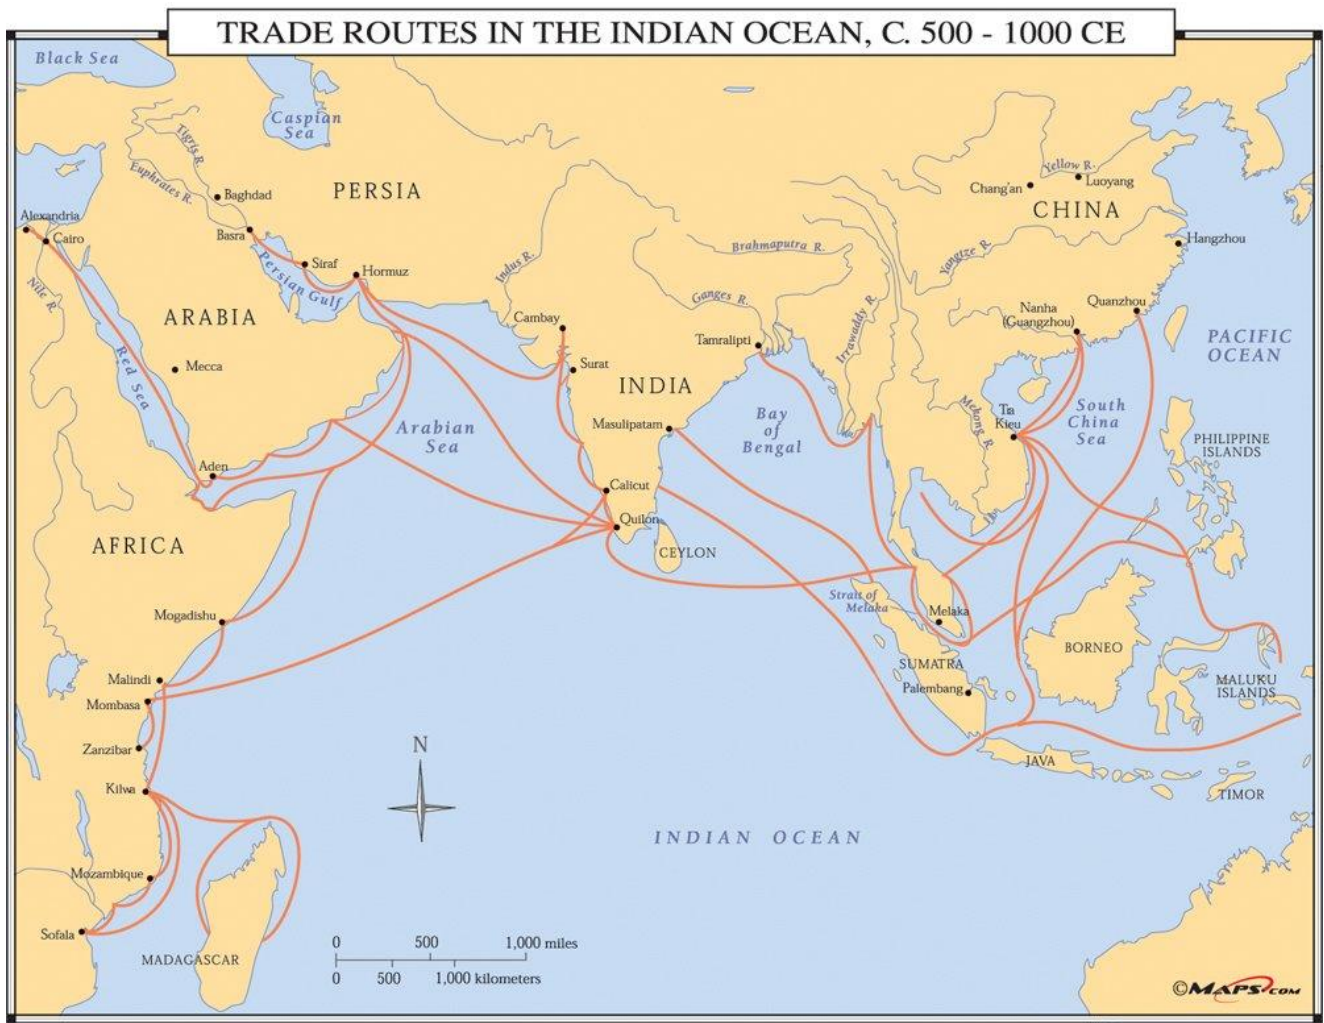 TRADE ROUTES IN THE INDIAN OCEAN, C. 500 - 1000 CE
Black Sea
Caspian
Sea
Tigris R.
Euphrates R.
Baghdad
PERSIA
Alexandria
Cairo
Basra
Siraf
Hormuz
Persian Gulf
Nile R.
ARABIA
Red Sea
Mecca
Aden
Arabian
Sea
Indus R.
Cambay
Surat
INDIA
Ganges R.
Brahmaputra R.
Tamralipti
Irrawaddy R.
Masulipatam
Bay
of
Bengal
Calicut
Quilon
CEYLON
Yellow R.
Chang'an
Luoyang
CHINA
Hangzhou
Yangtze R.
Nanha
(Guangzhou)
Quanzhou
PACIFIC
OCEAN
Mekong R.
Tra
Kieu
South
China
Sea
PHILIPPINE
ISLANDS
AFRICA
Mogadishu
Malindi
Mombasa
Zanzibar
Kilwa
Mozambique
Sofala
MADAGASCAR
Strait of
Melaka
Melaka
SUMATRA
Palembang
BORNEO
MALUKU
ISLANDS
JAVA
TIMOR
N
INDIAN OCEAN
0 500 1,000 miles
0 500 1,000 kilometers
©MAPS.COM